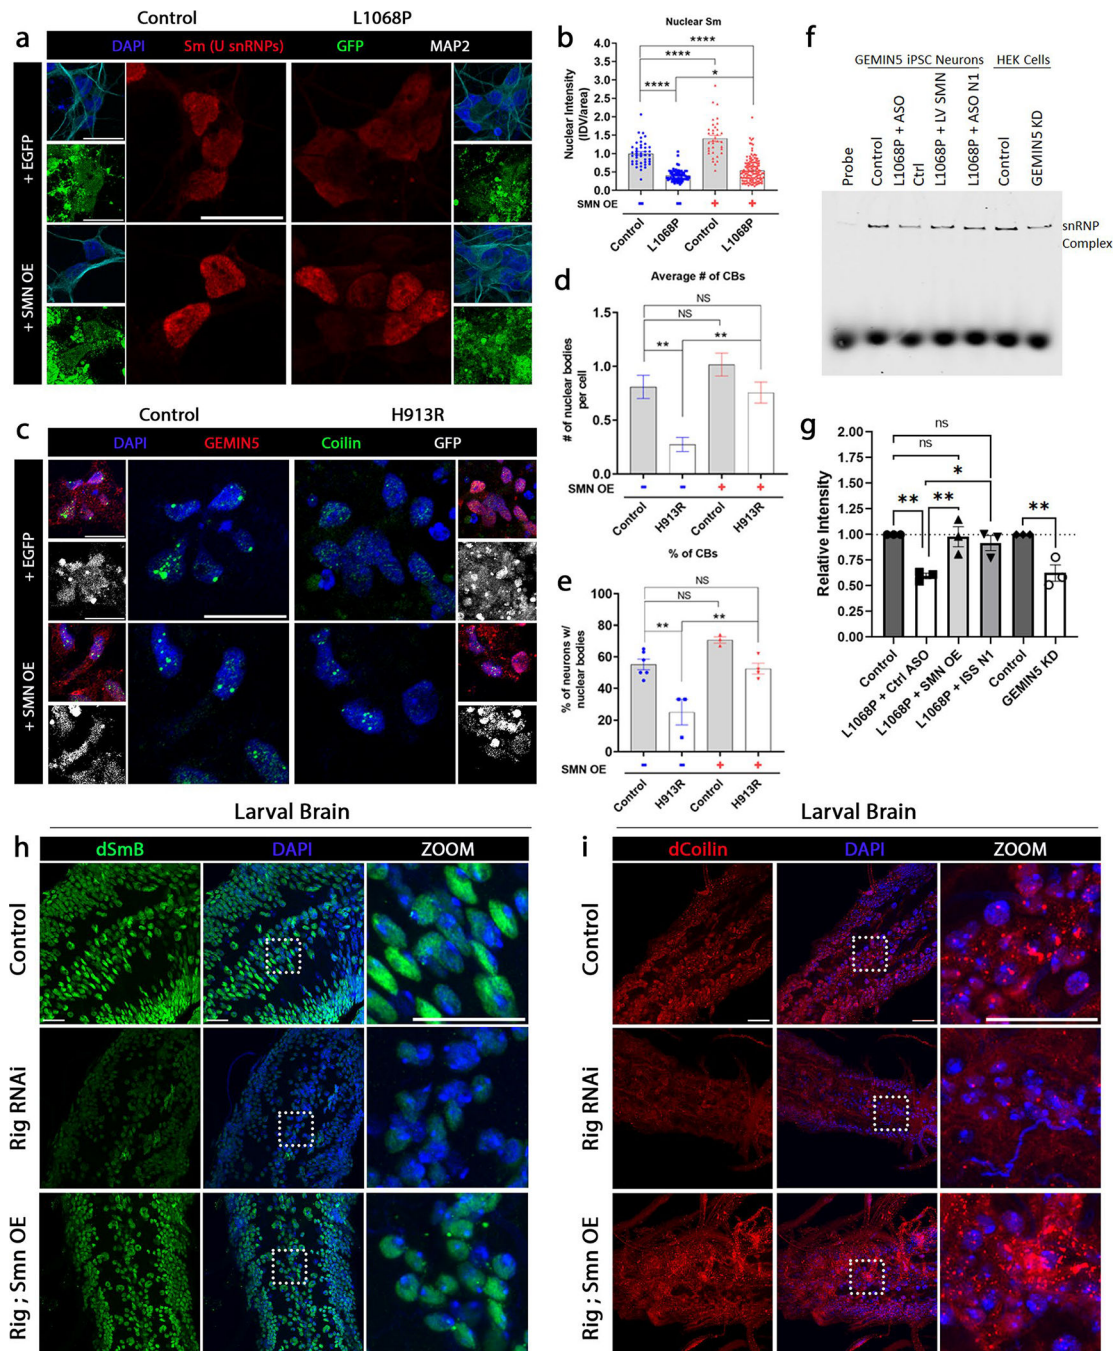 a
Control
L1068P
DAPI
Sm (U snRNPs)
GFP
MAP2
+ EGFP
+ SMN OE
b
Nuclear Sm
Nuclear Intensity
(IDV/area)
4.0
3.5
3.0
2.5
2.0
1.5
1.0
0.5
0.0
****
****
****
*
SMN OE
-
-
+
+
Control
L1068P
Control
L1068P
c
Control
H913R
DAPI
GEMIN5
Coilin
GFP
+ EGFP
+ SMN OE
d
Average # of CBs
# of nuclear bodies
per cell
1.5
1.0
0.5
0.0
NS
NS
**
**
SMN OE
-
-
+
+
Control
H913R
Control
H913R
e
% of CBs
% of neurons w/
nuclear bodies
100
80
60
40
20
0
NS
NS
**
**
SMN OE
-
-
+
+
Control
H913R
Control
H913R
f
GEMIN5 iPSC Neurons
HEK Cells
Probe
Control
L1068P + ASO
Ctrl
L1068P + LV SMN
L1068P + ASO N1
Control
GEMIN5 KD
snRNP
Complex
g
Relative Intensity
2.00
1.75
1.50
1.25
1.00
0.75
0.50
0.25
0.00
ns
ns
*
**
**
**
Control
L1068P + Ctrl ASO
L1068P + SMN OE
L1068P + ISS N1
Control
GEMIN5 KD
h
Larval Brain
dSmB
DAPI
ZOOM
Control
Rig RNAi
Rig ; Smn OE
i
Larval Brain
dCoilin
DAPI
ZOOM
Control
Rig RNAi
Rig ; Smn OE